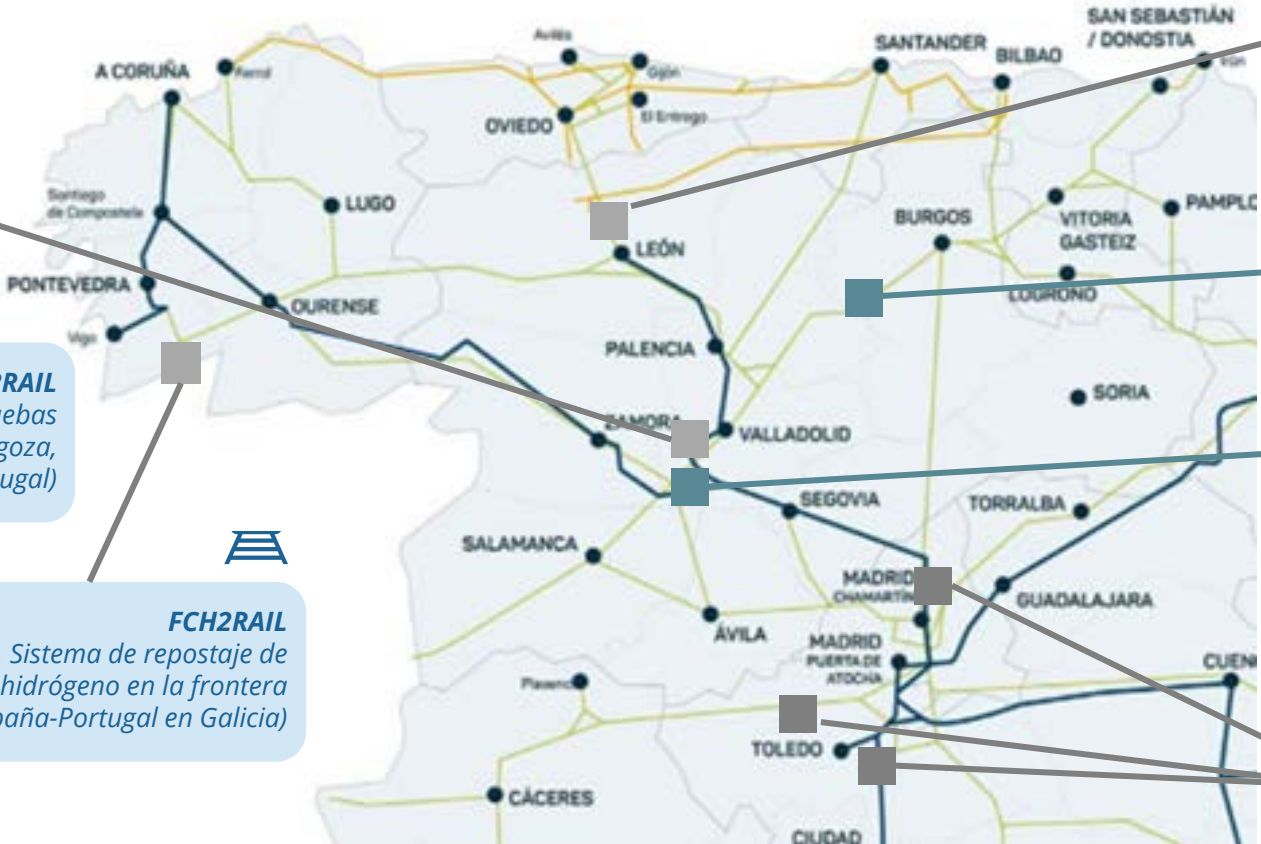 SAN SEBASTIÁN
/ DONOSTIA
Avilés
SANTANDER
BILBAO
Irún
A CORUÑA
Ferrol
Gijón
OVIEDO
El Entrego
Santiago
de Compostela
LUGO
BURGOS
VITORIA
GASTEIZ
PAMPLO
LEÓN
PONTEVEDRA
OURENSE
LOGROÑO
Vigo
PALENCIA
RAIL
uebas
goza,
ugal)
SORIA
ZAMORA
VALLADOLID
SEGOVIA
TORRALBA
SALAMANCA
MADRID
CHAMARTÍN
GUADALAJARA
ÁVILA
MADRID
PUERTA DE
ATOCHA
CUEN
FCH2RAIL
Sistema de repostaje de
hidrógeno en la frontera
paña-Portugal en Galicia)
TOLEDO
CÁCERES
CIUDAD